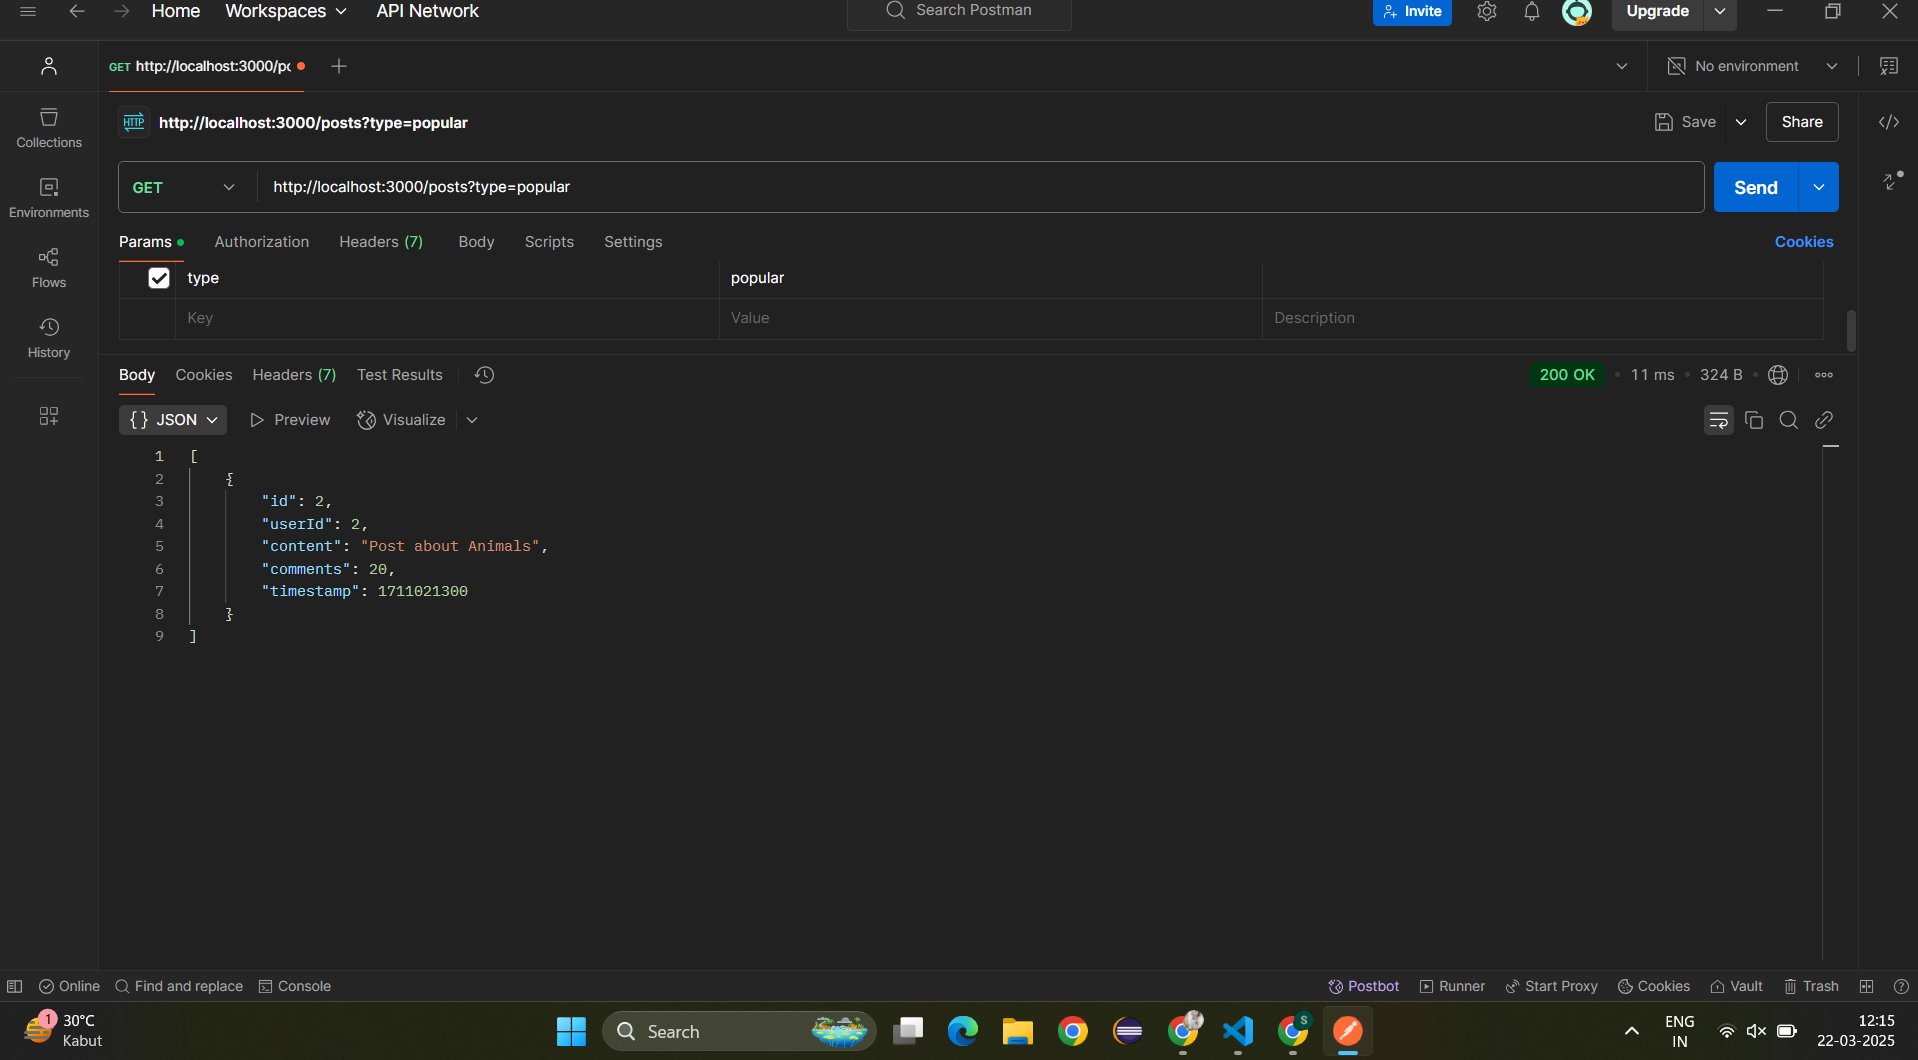 Home Workspaces API Network Search Postman Invite Upgrade
GET http://localhost:3000/pc No environment
HTTP http://localhost:3000/posts?type=popular Save Share
GET http://localhost:3000/posts?type=popular Send
Params Authorization Headers (7) Body Scripts Settings Cookies
type popular
Key Value Description
Body Cookies Headers (7) Test Results 200 OK 11 ms 324 B
{} JSON Preview Visualize
1 [
2 {
3 "id": 2,
4 "userId": 2,
5 "content": "Post about Animals",
6 "comments": 20,
7 "timestamp": 1711021300
8 }
9 ]
Collections
Environments
Flows
History
Online Find and replace Console Postbot Runner Start Proxy Cookies Vault Trash
1 30°C
Kabut
Search
S
ENG
IN
12:15
22-03-2025